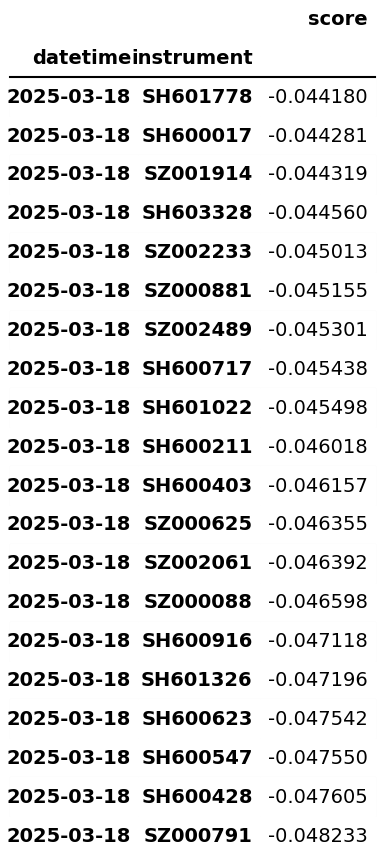 score
datetime instrument
2025-03-18 SH601778 -0.044180
2025-03-18 SH600017 -0.044281
2025-03-18 SZ001914 -0.044319
2025-03-18 SH603328 -0.044560
2025-03-18 SZ002233 -0.045013
2025-03-18 SZ000881 -0.045155
2025-03-18 SZ002489 -0.045301
2025-03-18 SH600717 -0.045438
2025-03-18 SH601022 -0.045498
2025-03-18 SH600211 -0.046018
2025-03-18 SH600403 -0.046157
2025-03-18 SZ000625 -0.046355
2025-03-18 SZ002061 -0.046392
2025-03-18 SZ000088 -0.046598
2025-03-18 SH600916 -0.047118
2025-03-18 SH601326 -0.047196
2025-03-18 SH600623 -0.047542
2025-03-18 SH600547 -0.047550
2025-03-18 SH600428 -0.047605
2025-03-18 SZ000791 -0.048233